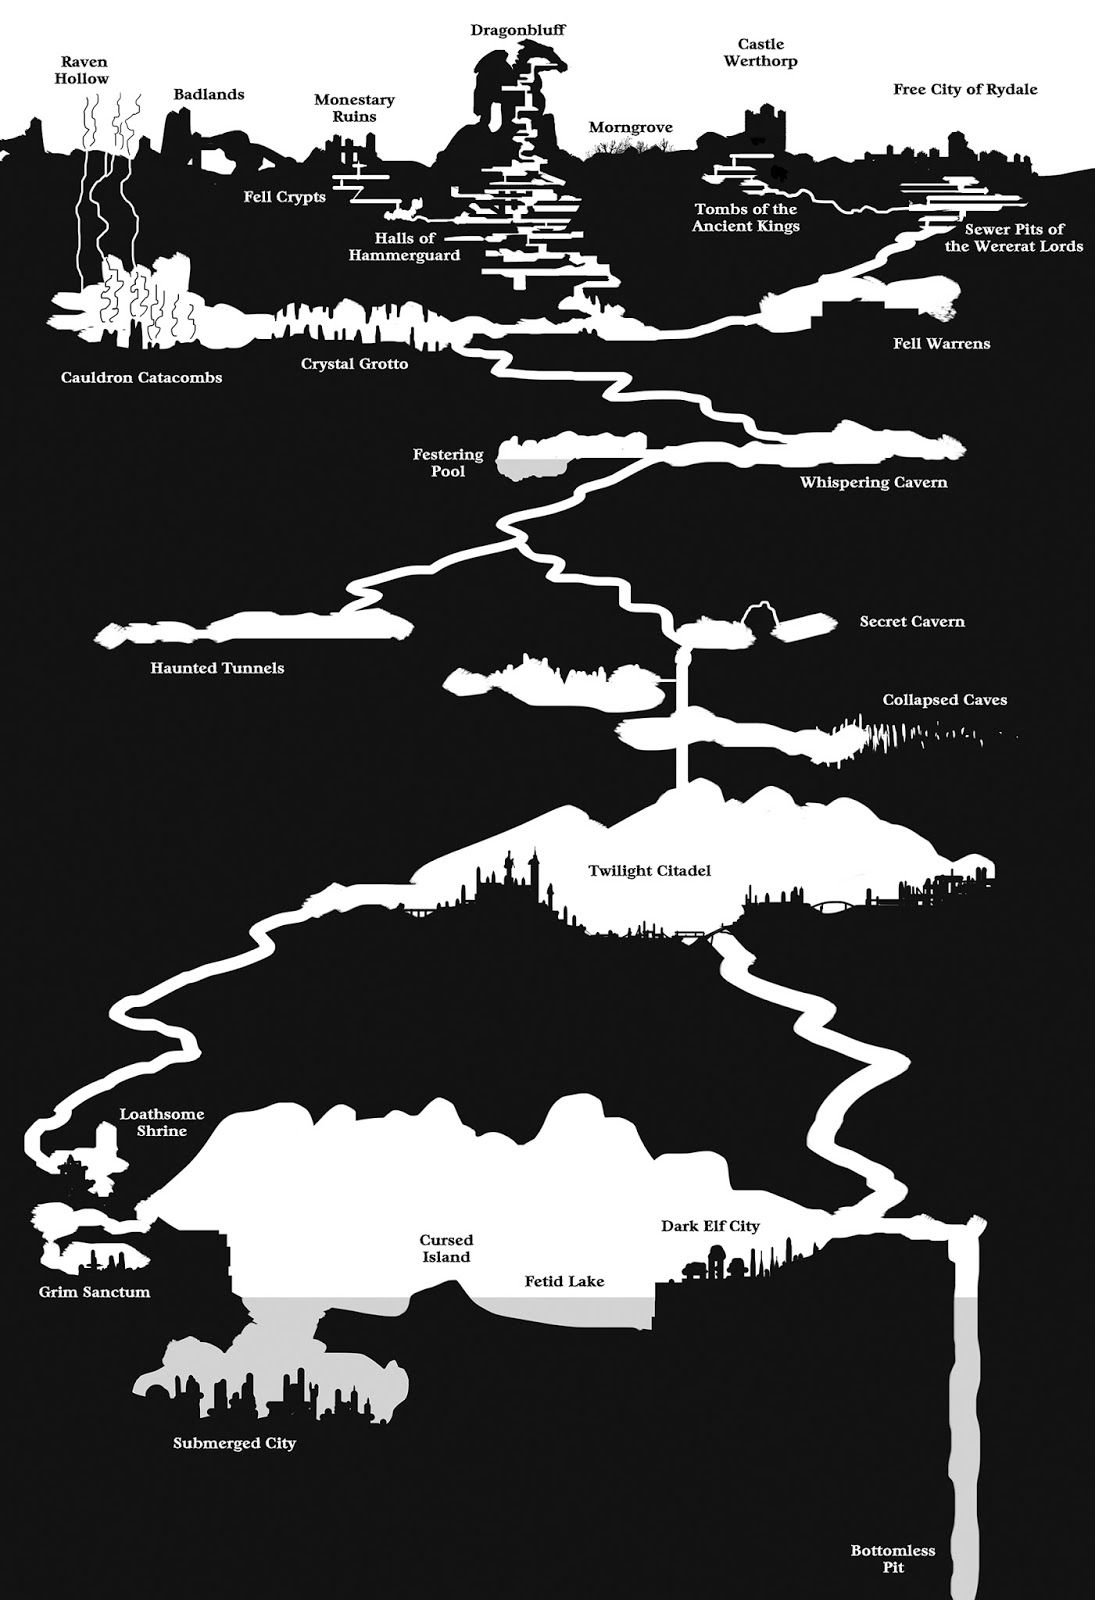 Dragonbluff
Raven
Hollow
Badlands
Monestary
Ruins
Castle
Werthorp
Free City of Rydale
Morngrove
Fell Crypts
Halls of
Hammerguard
Tombs of the
Ancient Kings
Sewer Pits of
the Wererat Lords
Cauldron Catacombs
Crystal Grotto
Fell Warrens
Festering
Pool
Whispering Cavern
Secret Cavern
Haunted Tunnels
Collapsed Caves
Twilight Citadel
Loathsome
Shrine
Dark Elf City
Cursed
Island
Fetid Lake
Grim Sanctum
Submerged City
Bottomless
Pit